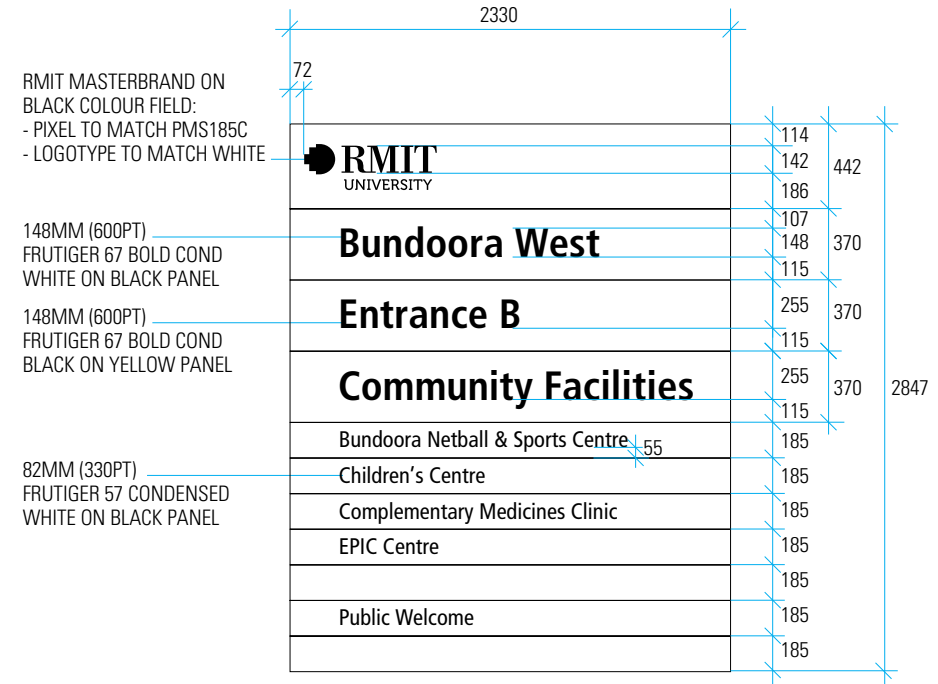 2330
72
RMIT MASTERBRAND ON
BLACK COLOUR FIELD:
- PIXEL TO MATCH PMS185C
- LOGOTYPE TO MATCH WHITE
RMIT
UNIVERSITY
114
142
186
442
148MM (600PT)
FRUTIGER 67 BOLD COND
WHITE ON BLACK PANEL
Bundoora West
107
148
115
370
148MM (600PT)
FRUTIGER 67 BOLD COND
BLACK ON YELLOW PANEL
Entrance B
255
115
370
Community Facilities
255
115
370
2847
Bundoora Netball & Sports Centre
55
185
82MM (330PT)
FRUTIGER 57 CONDENSED
WHITE ON BLACK PANEL
Children's Centre
185
Complementary Medicines Clinic
185
EPIC Centre
185
185
Public Welcome
185
185